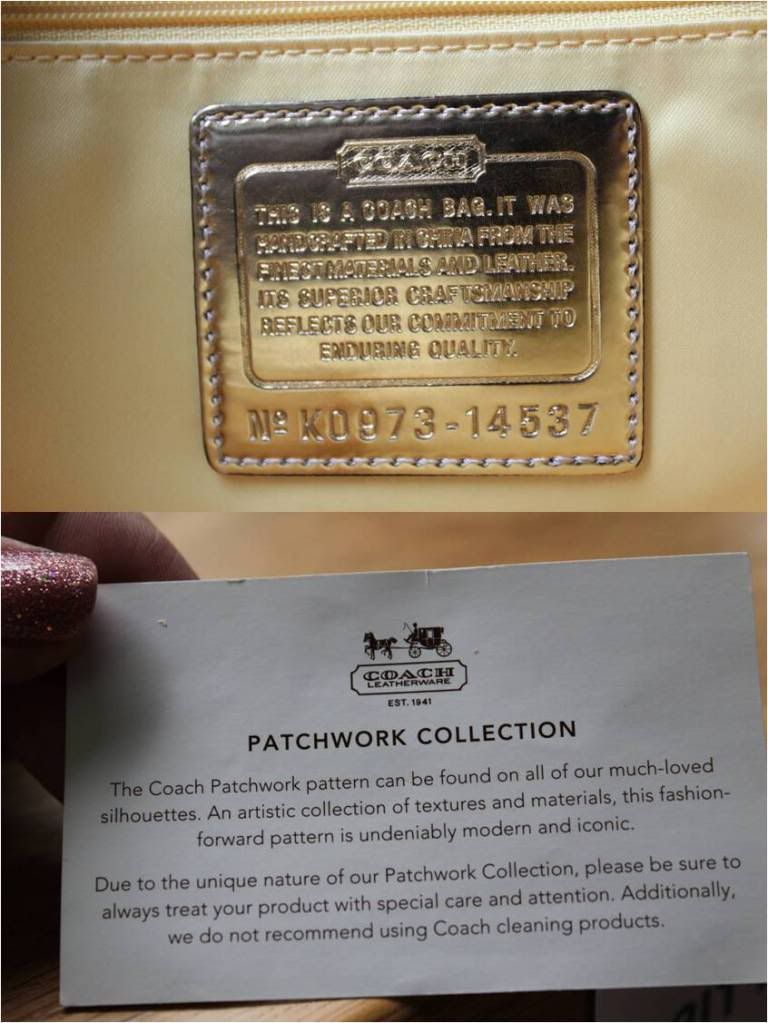 COACH
THIS IS A COACH BAG. IT WAS
HANDCRAFTED IN CHINA FROM THE
FINEST MATERIALS AND LEATHER.
ITS SUPERIOR CRAFTSMANSHIP
REFLECTS OUR COMMITMENT TO
ENDURING QUALITY.
Nº K0973-14537
COACH
LEATHERWARE
EST. 1941
PATCHWORK COLLECTION
The Coach Patchwork pattern can be found on all of our much-loved
silhouettes. An artistic collection of textures and materials, this fashion-
forward pattern is undeniably modern and iconic.
Due to the unique nature of our Patchwork Collection, please be sure to
always treat your product with special care and attention. Additionally,
we do not recommend using Coach cleaning products.